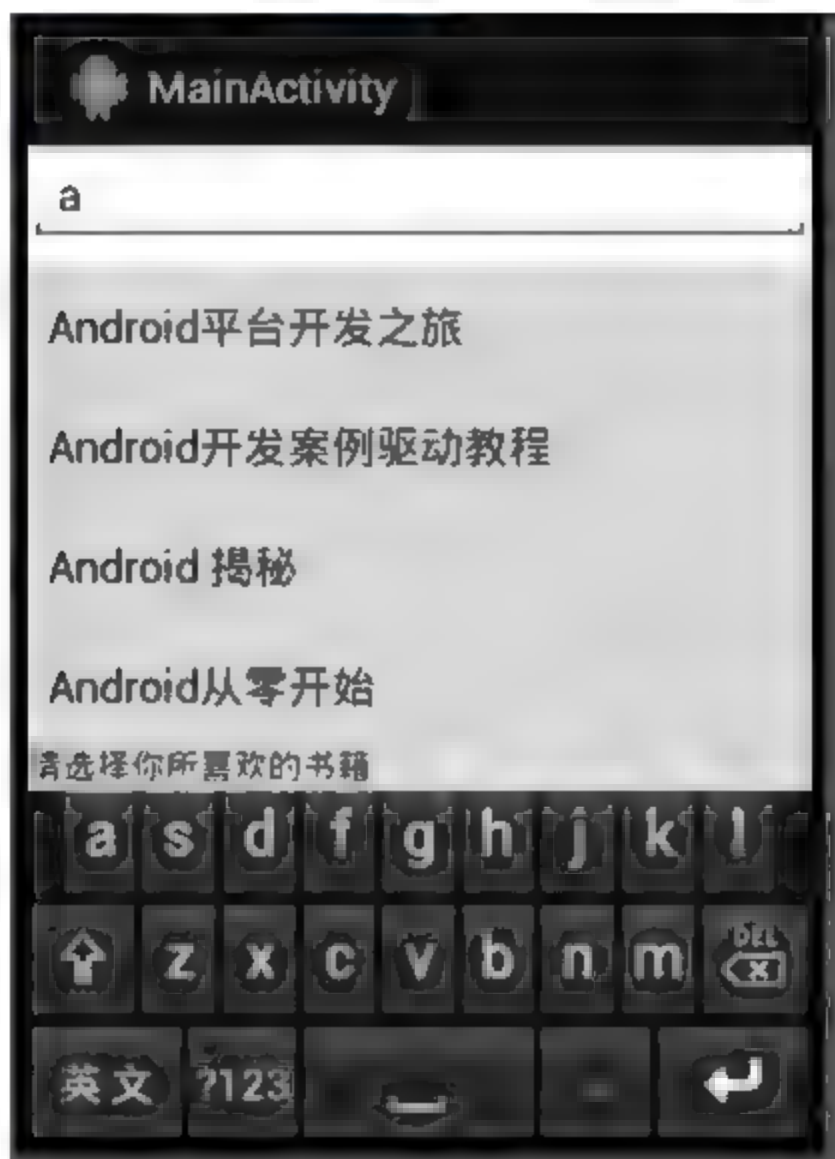 MainActivity
a
Android平台开发之旅
Android开发案例驱动教程
Android 揭秘
Android从零开始
请选择你所喜欢的书籍
a s d f g h j k l
z x c v b n m DEL
英文 ?123